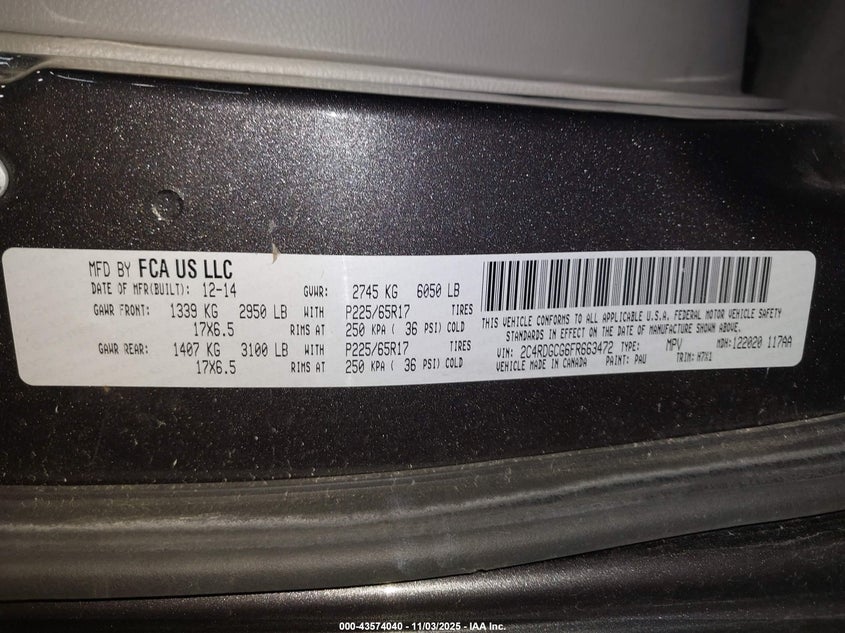 MFD BY FCA US LLC
DATE OF MFR(BUILT): 12-14 GVWR: 2745 KG 6050 LB
GAWR FRONT: 1339 KG 2950 LB WITH P225/65R17 TIRES
17X6.5 RIMS AT 250 KPA ( 36 PSI) COLD
GAWR REAR: 1407 KG 3100 LB WITH P225/65R17 TIRES
17X6.5 RIMS AT 250 KPA ( 36 PSI) COLD
THIS VEHICLE CONFORMS TO ALL APPLICABLE U.S.A. FEDERAL MOTOR VEHICLE SAFETY
STANDARDS IN EFFECT ON THE DATE OF MANUFACTURE SHOWN ABOVE.
VIN: 2C4RDGCG6FR663472 TYPE: MPV MDH: 122020 117AA
VEHICLE MADE IN CANADA PAINT: PAU TRIM: H7X1
000-43574040 - 11/03/2025 - IAA Inc.